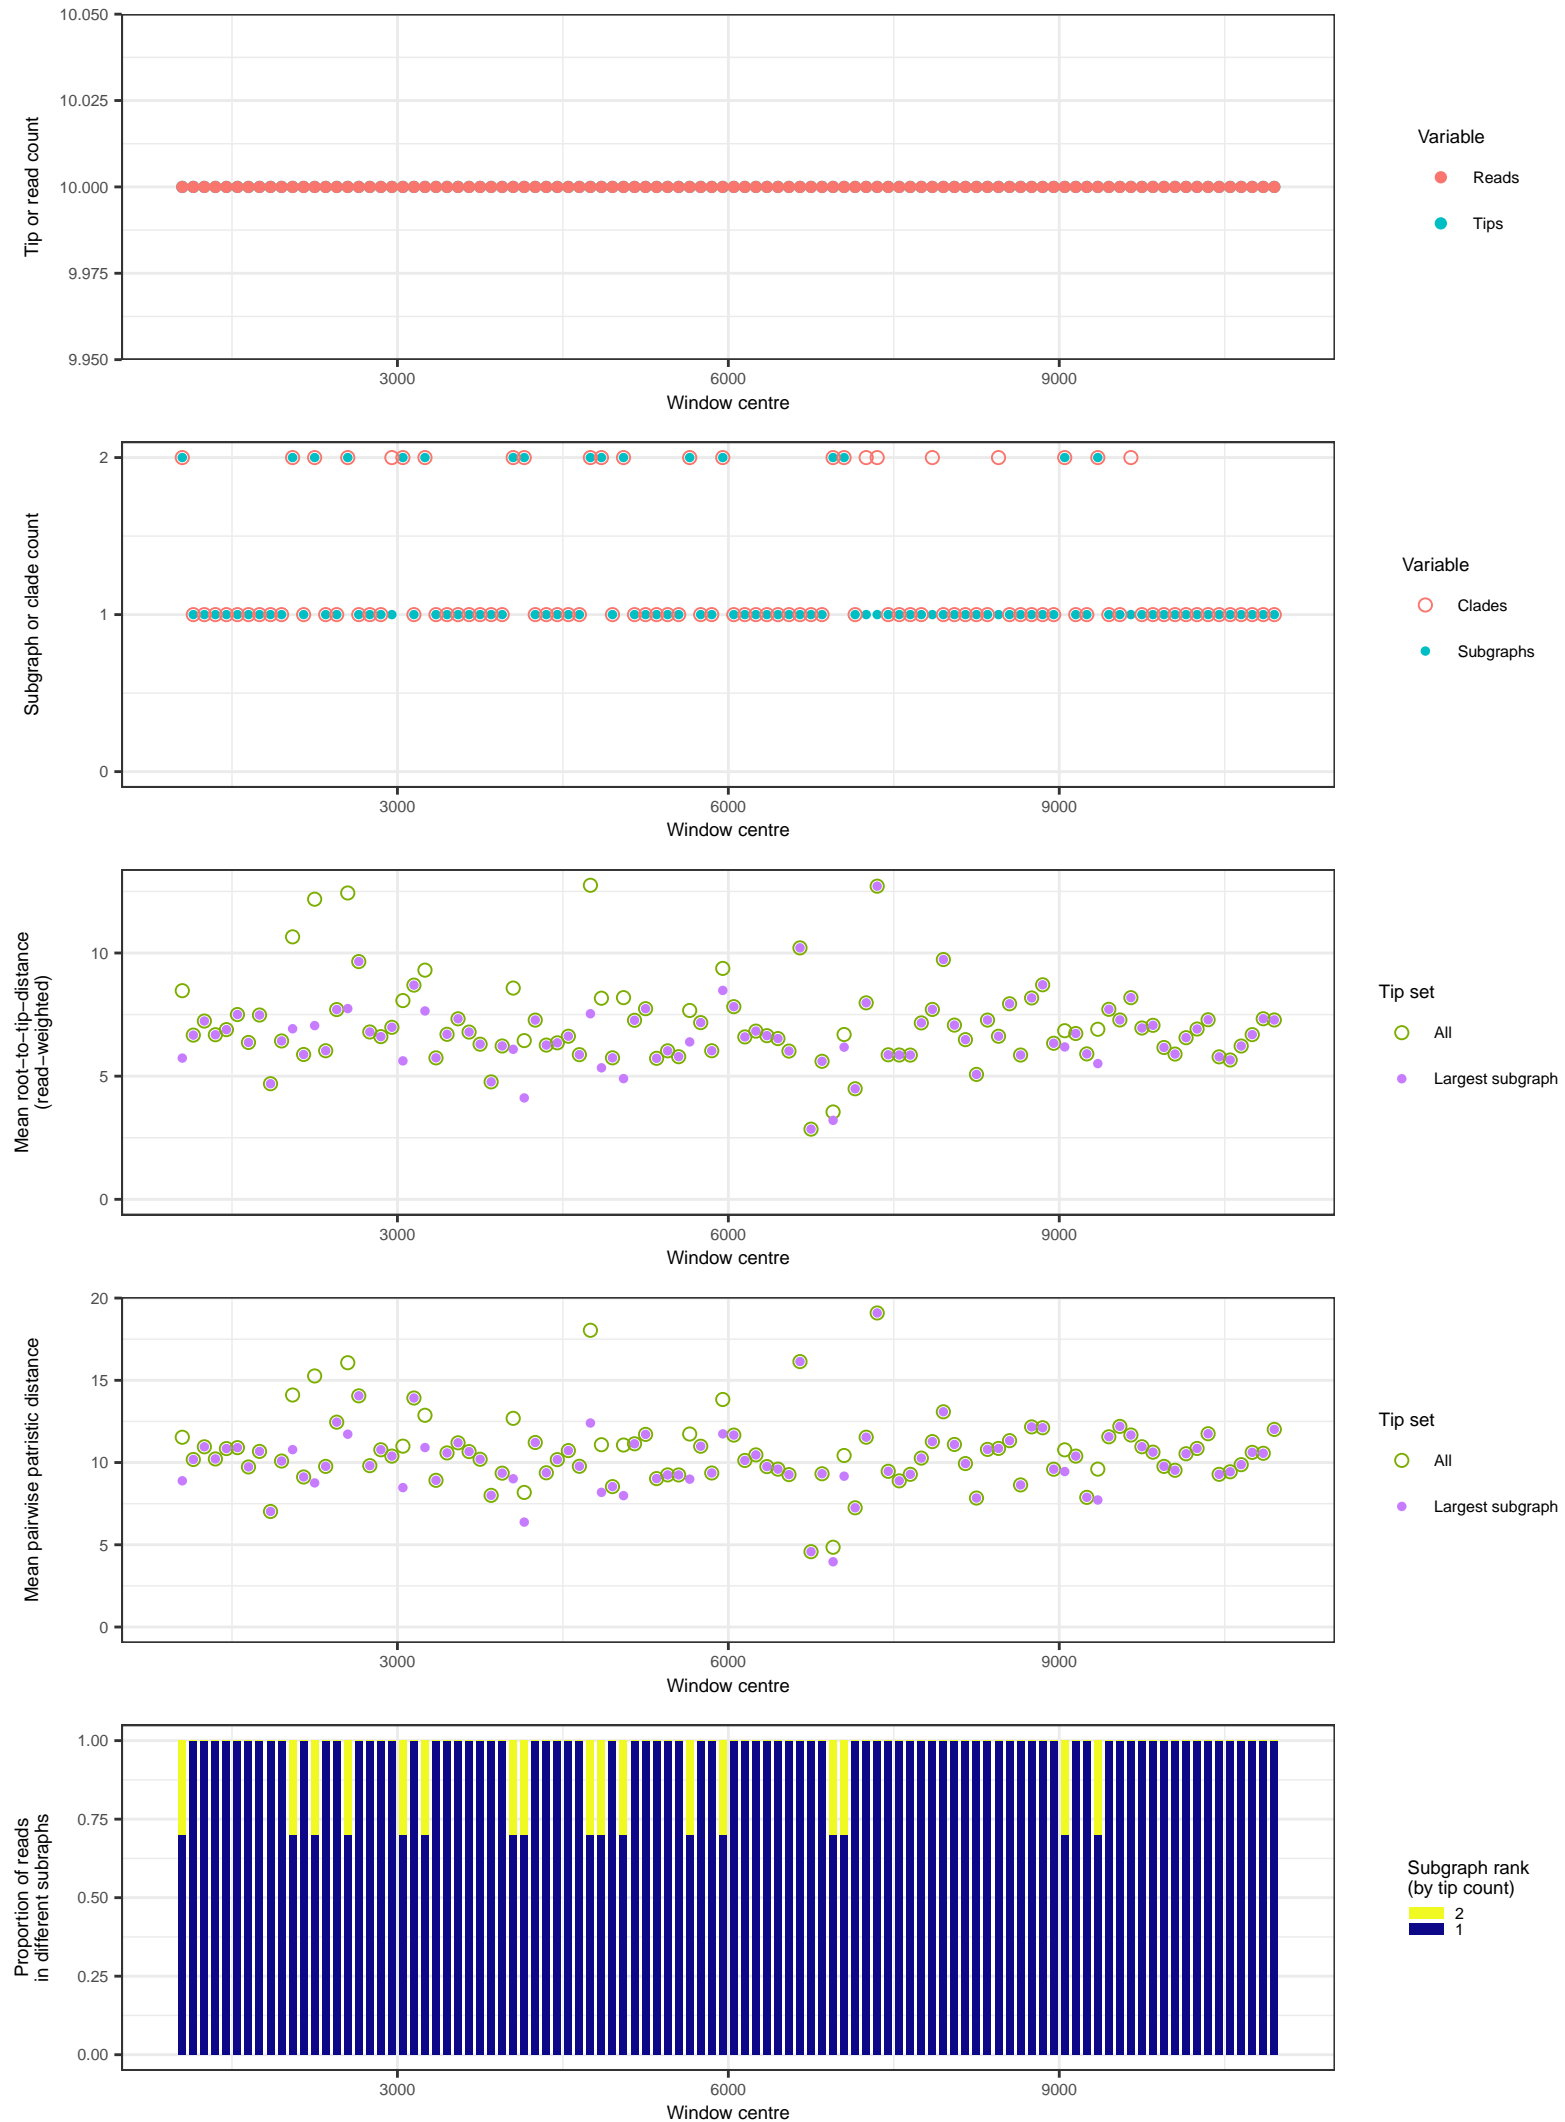 10.050
10.025
10.000
9.975
9.950
Tip or read count
3000 6000 9000
Window centre
Variable
Reads
Tips
2
1
0
Subgraph or clade count
3000 6000 9000
Window centre
Variable
Clades
Subgraphs
10
5
0
Mean root−to−tip−distance
(read−weighted)
3000 6000 9000
Window centre
Tip set
All
Largest subgraph
20
15
10
5
0
Mean pairwise patristic distance
3000 6000 9000
Window centre
Tip set
All
Largest subgraph
1.00
0.75
0.50
0.25
0.00
Proportion of reads
in different subraphs
3000 6000 9000
Window centre
Subgraph rank
(by tip count)
2
1